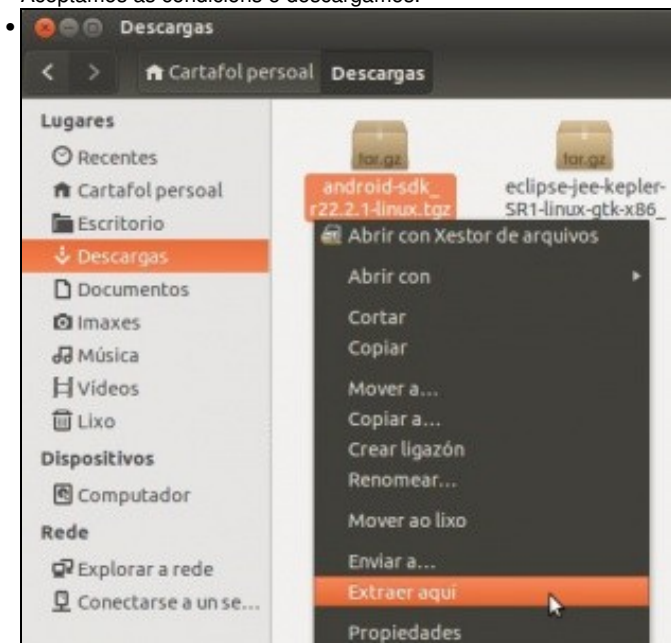 Aceptamos as condicións e descargamos.
Descargas
Cartafol persoal Descargas
Lugares
Recentes
Cartafol persoal
Escritorio
Descargas
Documentos
Imaxes
Música
Vídeos
Lixo
Dispositivos
Computador
Rede
Explorar a rede
Conectarse a un se...
tar.gz
android-sdk_
r22.2.1-linux.tgz
tar.gz
eclipse-jee-kepler-
SR1-linux-gtk-x86_
Abrir con Xestor de arquivos
Abrir con
Cortar
Copiar
Mover a...
Copiar a...
Crear ligazón
Renomear...
Mover ao lixo
Enviar a...
Extraer aquí
Propiedades